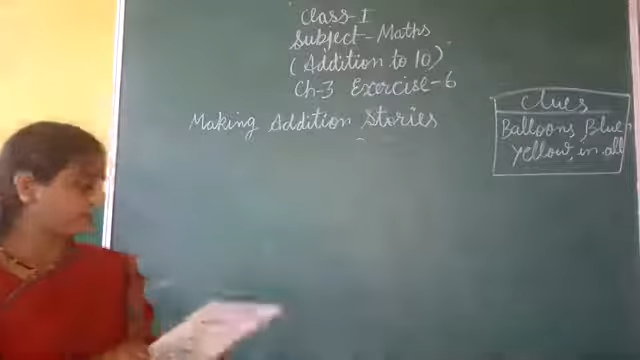 Class-I
Subject-Maths
(Addition to 10)
Ch-3 Exercise-6
Making Addition Stories
Clues
Balloons, Blue,
yellow, in all